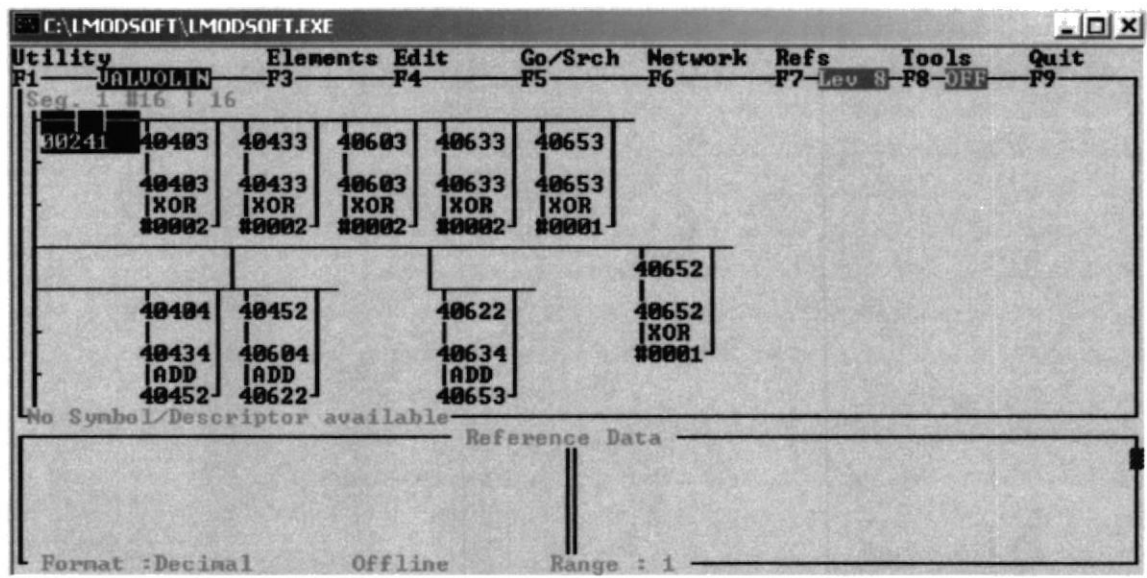 C:\LMODSOFT\LMODSOFT.EXE
Utility Elements Edit Go/Srch Network Refs Tools Quit
F1 VALVOLIN F3 F4 F5 F6 F7 Lev 8 F8 OFF F9
Seg. 1 #16 | 16
00241 40403 40433 40603 40633 40653
40403 40433 40603 40633 40653
XOR XOR XOR XOR XOR
#0002 #0002 #0002 #0002 #0001
40652
40404 40452 40622 40652
XOR
40434 40604 40634 #0001
ADD ADD ADD
40452 40622 40653
No Symbol/Descriptor available
Reference Data
Format :Decimal Offline Range : 1